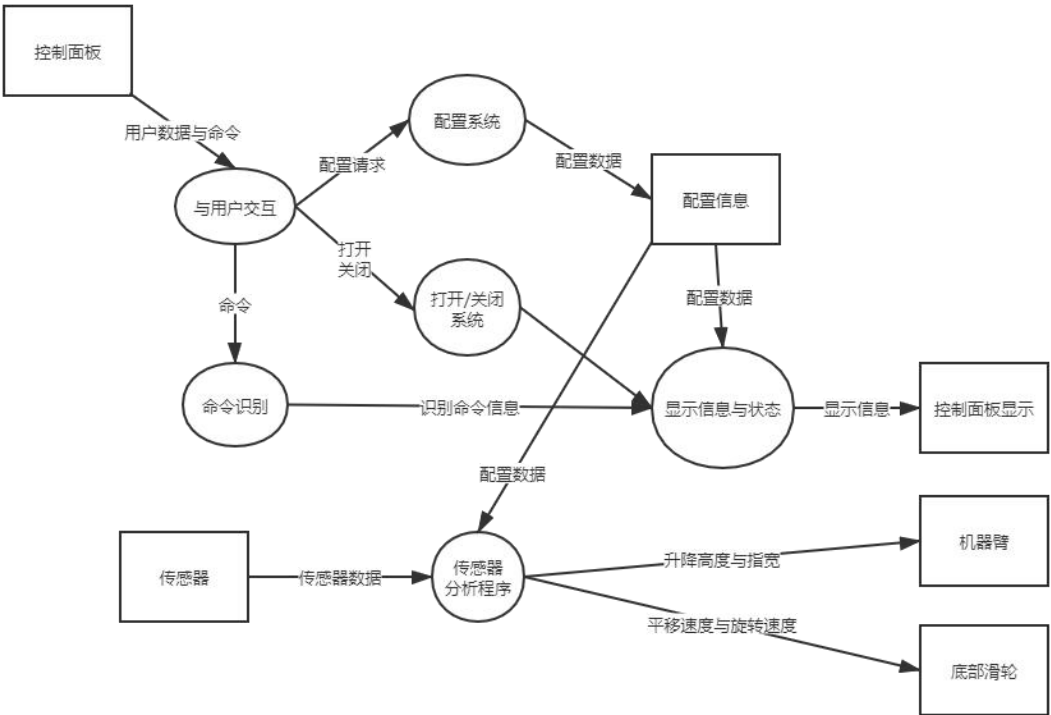 控制面板
用户数据与命令
配置系统
配置请求
配置数据
与用户交互
配置信息
打开
关闭
打开/关闭
系统
配置数据
命令
命令识别
识别命令信息
显示信息与状态
显示信息
控制面板显示
配置数据
传感器
传感器数据
传感器
分析程序
升降高度与指宽
机器臂
平移速度与旋转速度
底部滑轮